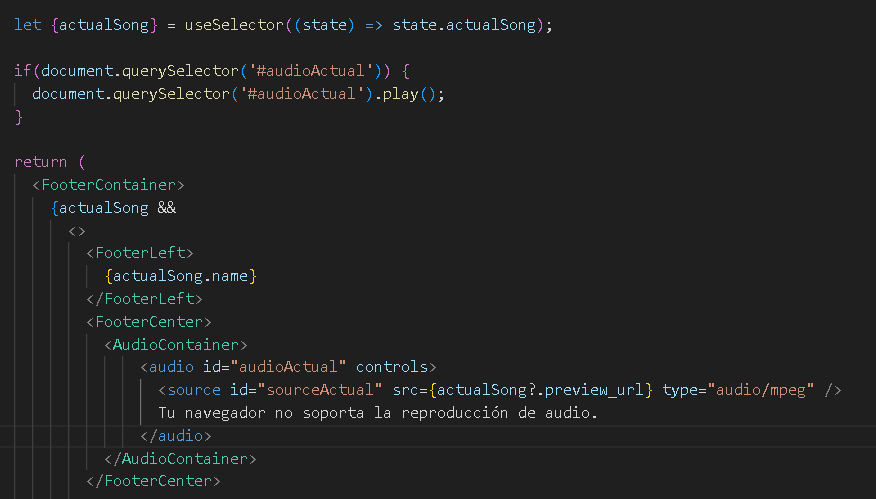 let {actualSong} = useSelector((state) => state.actualSong);
if(document.querySelector('#audioActual')) {
document.querySelector('#audioActual').play();
}
return (
<FooterContainer>
{actualSong &&
<>
<FooterLeft>
{actualSong.name}
</FooterLeft>
<FooterCenter>
<AudioContainer>
<audio id="audioActual" controls>
<source id="sourceActual" src={actualSong?.preview_url} type="audio/mpeg" />
Tu navegador no soporta la reproducción de audio.
</audio>
</AudioContainer>
</FooterCenter>